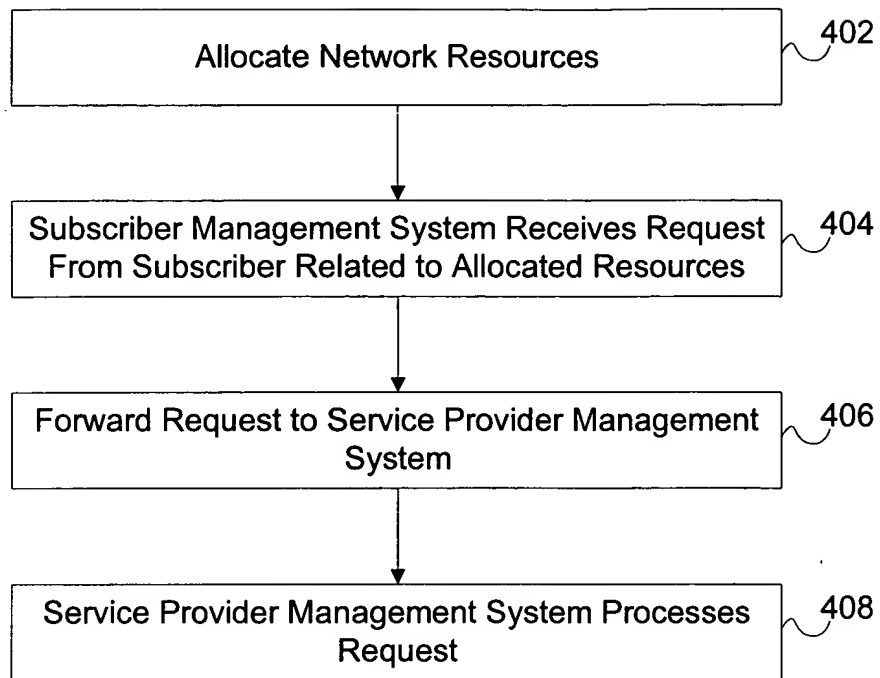 Allocate Network Resources
402
Subscriber Management System Receives Request
From Subscriber Related to Allocated Resources
404
Forward Request to Service Provider Management
System
406
Service Provider Management System Processes
Request
408